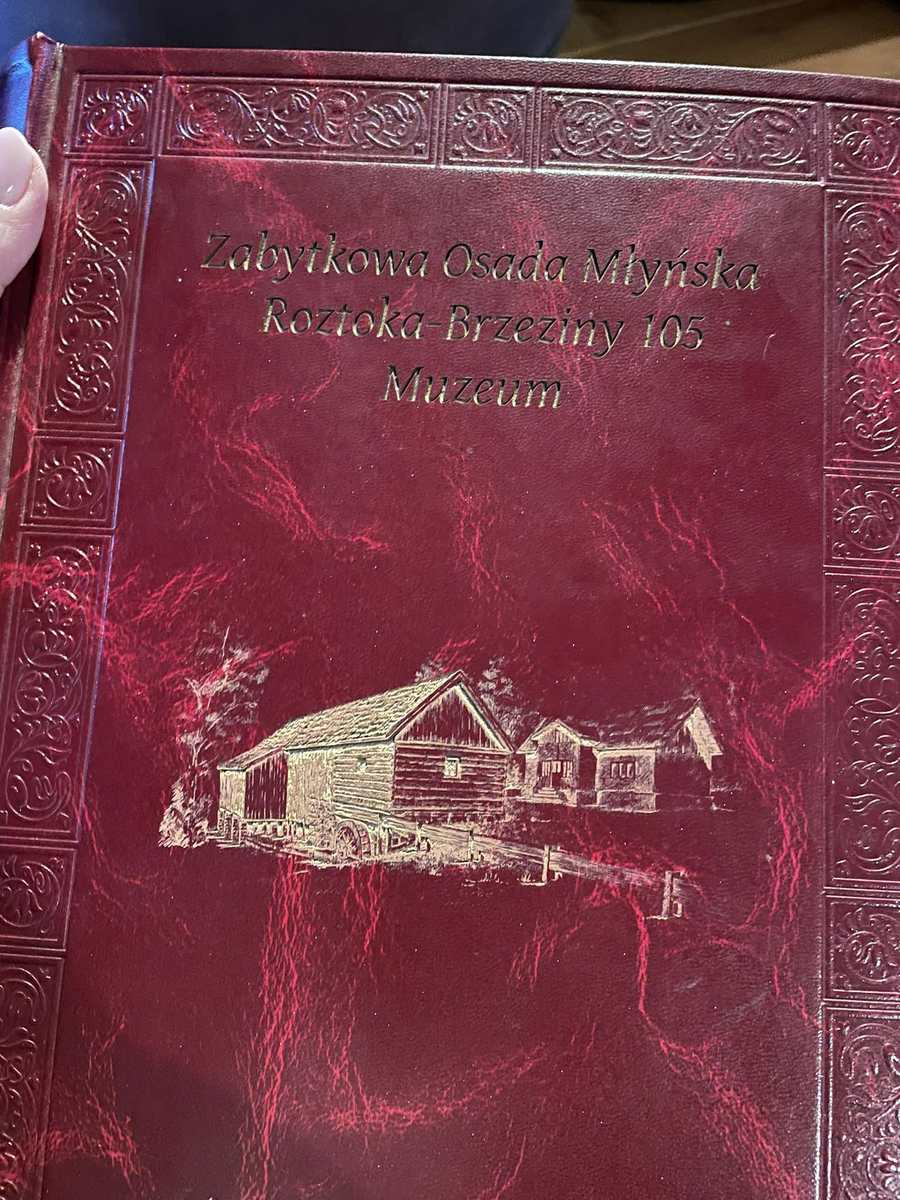 Zabytkowa Osada Młyńska
Roztoka-Brzeziny 105
Muzeum